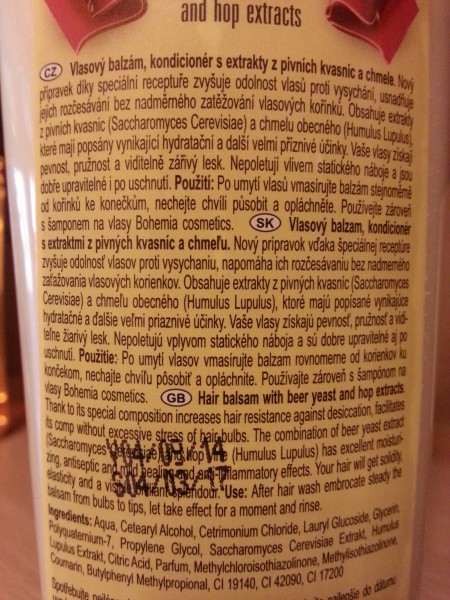 and hop extracts
CZ Vlasový balzám, kondicionér s extrakty z pivních kvasnic a chmele. Nový
přípravek díky speciální receptuře zvyšuje odolnost vlasů proti vysychání, usnadňuje
jejich rozčesávání bez nadměrného zatěžování vlasových kořínků. Obsahuje extrakty
z pivních kvasnic (Saccharomyces Cerevisiae) a chmelu obecného (Humulus Lupulus),
které mají popsány vynikající hydratační a další velmi příznivé účinky. Vaše vlasy získají
pevnost, pružnost a viditelně zářivý lesk. Nepoletují vlivem statického náboje a jsou
dobře upravitelné i po uschnutí. Použití: Po umytí vlasů vmasírujte balzám stejnoměrně
od kořínků ke konečkům, nechejte chvíli působit a opláchněte. Používejte zároveň
s šamponem na vlasy Bohemia cosmetics. SK Vlasový balzam, kondicionér
s extraktmi z pivných kvasníc a chmeľu. Nový prípravok vďaka špeciálnej receptúre
zvyšuje odolnosť vlasov proti vysychaniu, napomáha ich rozčesávaniu bez nadmerného
zaťažovania vlasových korienkov. Obsahuje extrakty z pivných kvasníc (Saccharomyces
Cerevisiae) a chmeľu obecného (Humulus Lupulus), ktoré majú popísané vynikajúce
hydratačné a ďalšie veľmi priaznivé účinky. Vaše vlasy získajú pevnosť, pružnosť a vidi-
teľne žiarivý lesk. Nepoletujú vplyvom statického náboja a sú dobre upraviteľné aj po
uschnutí. Použitie: Po umytí vlasov vmasírujte balzam rovnomerne od korienkov ku
končekom, nechajte chvíľu pôsobiť a opláchnite. Používajte zároveň s šampónom na
vlasy Bohemia cosmetics. GB Hair balsam with beer yeast and hop extracts.
Thank to its special composition increases hair resistance against desiccation, facilitates
its comp without excessive stress of hair bulbs. The combination of beer yeast extract
(Saccharomyces hop (Humulus Lupulus) has excellent moisturi-
zing, antiseptic and mild healing and effects. Your hair will get solidity,
elasticity and a splendour. Use: After hair wash embrocate steady the
balsam from bulbs to tips, let take effect for a moment and rinse.
V04/09/14
S04/03/17
Ingredients: Aqua, Cetearyl Alcohol, Cetrimonium Chloride, Lauryl Glucoside, Glycerin,
Polyquaternium-7, Propylene Glycol, Saccharomyces Cerevisiae Extrakt, Humulus
Lupulus Extrakt, Citric Acid, Parfum, Methylchloroisothiazolinone, Methylisothiazolinone,
Coumarin, Butylphenyl Methylpropional, CI 19140, CI 42090, CI 17200
Spotřebujte do dátumu